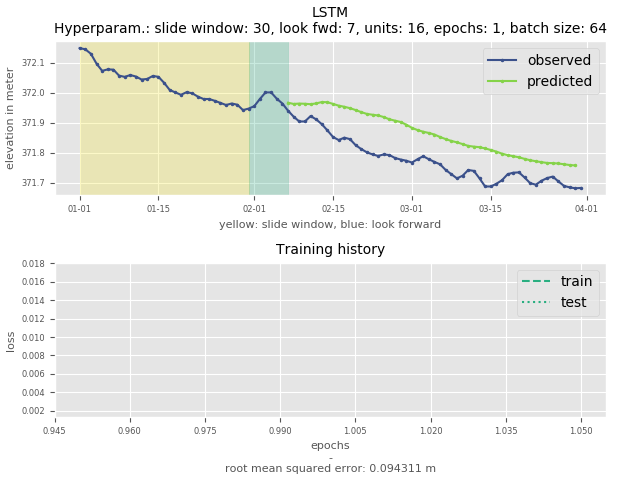 LSTM
Hyperparam.: slide window: 30, look fwd: 7, units: 16, epochs: 1, batch size: 64
observed
predicted
elevation in meter
372.1
372.0
371.9
371.8
371.7
01-01
01-15
02-01
02-15
03-01
03-15
04-01
yellow: slide window, blue: look forward
Training history
train
test
loss
0.018
0.016
0.014
0.012
0.010
0.008
0.006
0.004
0.002
0.945
0.960
0.975
0.990
1.005
1.020
1.035
1.050
epochs
-
root mean squared error: 0.094311 m